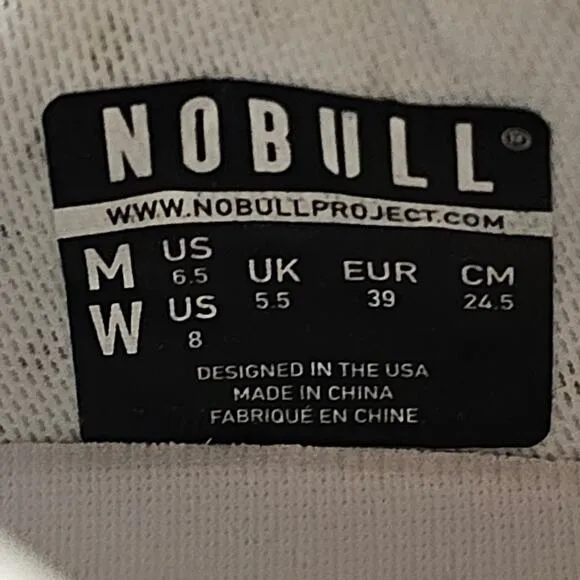 NOBULL®
WWW.NOBULLPROJECT.COM
M US 6.5 UK 5.5 EUR 39 CM 24.5
W US 8
DESIGNED IN THE USA
MADE IN CHINA
FABRIQUÉ EN CHINE